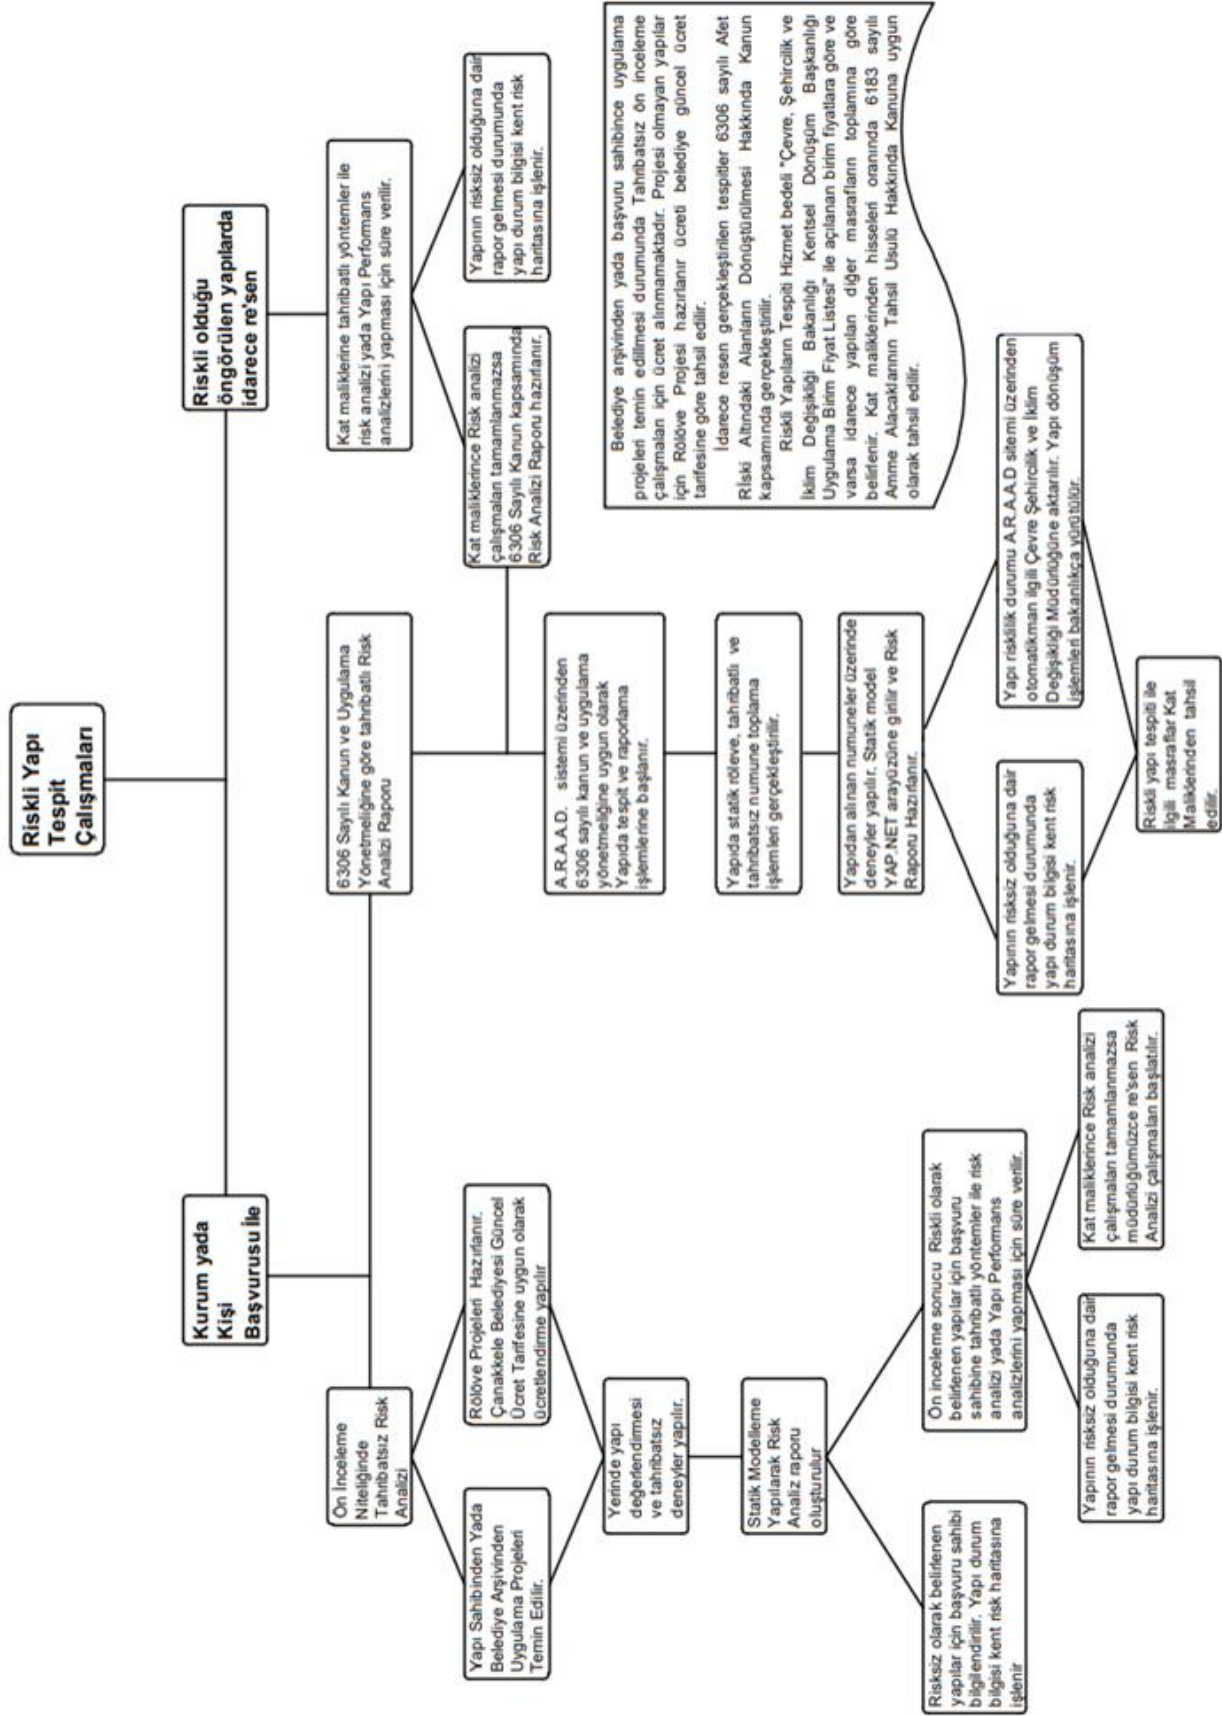 Riskli Yapı
Tespit
Çalışmaları
Kurum yada
Kişi
Başvurusu İle
Riskli olduğu
öngörülen yapılarda
idarece re'sen
Ön İnceleme
Niteliğinde
Tahribatsız Risk
Analizi
6306 Sayılı Kanun ve Uygulama
Yönetmeliğine göre tahribatlı Risk
Analizi Raporu
Kat maliklerine tahribatlı yöntemler ile
risk analizi yada Yapı Performans
analizlerini yapması için süre verilir.
Yapı Sahibinden Yada
Belediye Arşivinden
Uygulama Projeleri
Temin Edilir.
Rölöve Projeleri Hazırlanır.
Çanakkele Belediyesi Güncel
Ücret Tarifesine uygun olarak
ücretlendirme yapılır
Kat maliklerince Risk analizi
çalışmaları tamamlanmazsa
6306 Sayılı Kanun kapsamında
Risk Analizi Raporu hazırlanır.
Yapının risksiz olduğuna dair
rapor gelmesi durumunda
yapı durum bilgisi kent risk
haritasına işlenir.
Yerinde yapı
değerlendirmesi
ve tahribatsız
deneyler yapılır.
A.R.A.A.D. sistemi üzerinden
6306 sayılı kanun ve uygulama
yönetmeliğine uygun olarak
Yapıda tespit ve raporlama
işlemlerine başlanır.
Belediye arşivinden yada başvuru sahibince uygulama
projeleri temin edilmesi durumunda Tahribatsız ön inceleme
çalışmaları için ücret alınmamaktadır. Projesi olmayan yapılar
için Rölöve Projesi hazırlanır ücreti belediye güncel ücret
tarifesine göre tahsil edilir.
İdarece resen gerçekleştirilen tespitler 6306 sayılı Afet
Riski Altındaki Alanların Dönüştürülmesi Hakkında Kanun
kapsamında gerçekleştirilir.
Riskli Yapıların Tespiti Hizmet bedeli "Çevre, Şehircilik ve
İklim Değişikliği Bakanlığı Kentsel Dönüşüm Başkanlığı
Uygulama Birim Fiyat Listesi" ile açılanan birim fiyatlara göre ve
varsa idarece yapılan diğer masrafların toplamına göre
belirlenir. Kat maliklerinden hisseleri oranında 6183 sayılı
Amme Alacaklarının Tahsil Usulü Hakkında Kanuna uygun
olarak tahsil edilir.
Statik Modelleme
Yapılarak Risk
Analiz raporu
oluşturulur
Yapıda statik röleve, tahribatlı ve
tahribatsız numune toplama
işlemleri gerçekleştirilir.
Yapıdan alınan numuneler üzerinde
deneyler yapılır. Statik model
YAP.NET arayüzüne girilir ve Risk
Raporu Hazırlanır.
Risksiz olarak belirlenen
yapılar için başvuru sahibi
bilgilendirilir. Yapı durum
bilgisi kent risk haritasına
işlenir
Ön inceleme sonucu Riskli olarak
belirlenen yapılar için başvuru
sahibine tahribatlı yöntemler ile risk
analizi yada Yapı Performans
analizlerini yapması için süre verilir.
Yapının risksiz olduğuna dair
rapor gelmesi durumunda
yapı durum bilgisi kent risk
haritasına işlenir.
Yapı risklilik durumu A.R.A.A.D sitemi üzerinden
otomatikman ilgili Çevre Şehircilik ve İklim
Değişikliği Müdürlüğüne aktarılır. Yapı dönüşüm
işlemleri bakanlıkça yürütülür.
Yapının risksiz olduğuna dair
rapor gelmesi durumunda
yapı durum bilgisi kent risk
haritasına işlenir.
Kat maliklerince Risk analizi
çalışmaları tamamlanmazsa
müdürlüğümüzce re'sen Risk
Analizi çalışmaları başlatılır.
Riskli yapı tespiti ile
ilgili masraflar Kat
Maliklerinden tahsil
edilir.